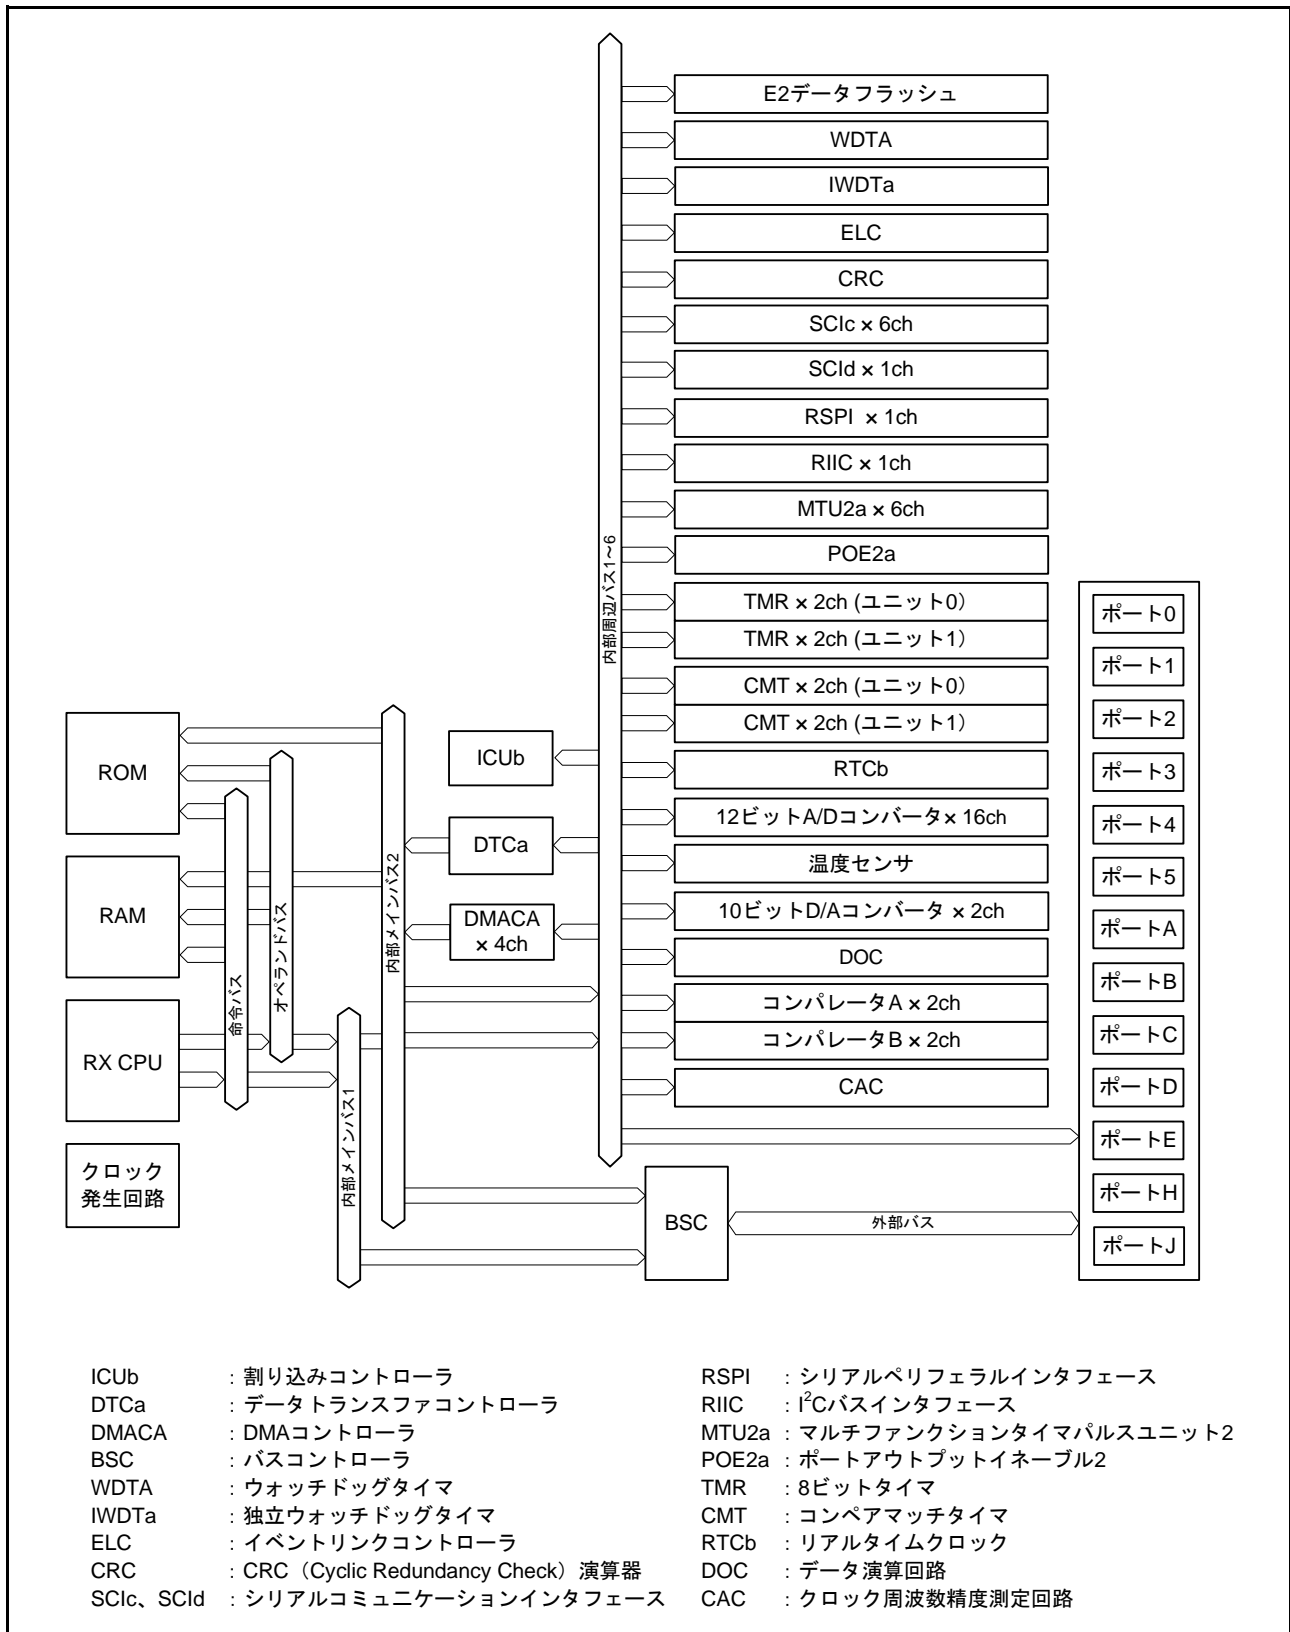 E2データフラッシュ
WDTA
IWDTa
ELC
CRC
SCIc × 6ch
SCId × 1ch
RSPI × 1ch
RIIC × 1ch
MTU2a × 6ch
POE2a
TMR × 2ch (ユニット0)
TMR × 2ch (ユニット1)
CMT × 2ch (ユニット0)
CMT × 2ch (ユニット1)
RTCb
12ビットA/Dコンバータ× 16ch
温度センサ
10ビットD/Aコンバータ × 2ch
DOC
コンパレータA × 2ch
コンパレータB × 2ch
CAC
内部周辺バス1～6
ポート0
ポート1
ポート2
ポート3
ポート4
ポート5
ポートA
ポートB
ポートC
ポートD
ポートE
ポートH
ポートJ
ROM
RAM
RX CPU
クロック
発生回路
命令バス
オペランドバス
内部メインバス1
内部メインバス2
ICUb
DTCa
DMACA
× 4ch
BSC
外部バス
ICUb : 割り込みコントローラ
DTCa : データトランスファコントローラ
DMACA : DMAコントローラ
BSC : バスコントローラ
WDTA : ウォッチドッグタイマ
IWDTa : 独立ウォッチドッグタイマ
ELC : イベントリンクコントローラ
CRC : CRC（Cyclic Redundancy Check）演算器
SCIc、SCId : シリアルコミュニケーションインタフェース
RSPI : シリアルペリフェラルインタフェース
RIIC : I²Cバスインタフェース
MTU2a : マルチファンクションタイマパルスユニット2
POE2a : ポートアウトプットイネーブル2
TMR : 8ビットタイマ
CMT : コンペアマッチタイマ
RTCb : リアルタイムクロック
DOC : データ演算回路
CAC : クロック周波数精度測定回路